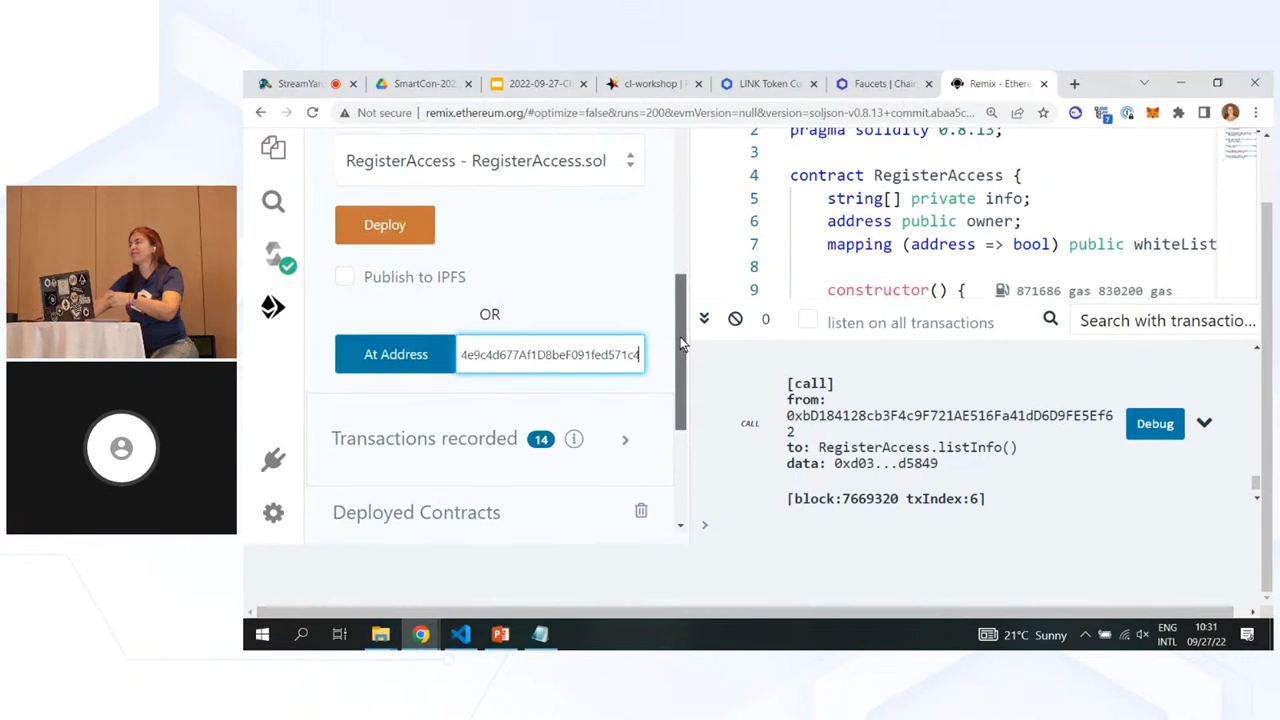 StreamYar
SmartCon-202
2022-09-27-C
cl-workshop |
LINK Token Co
Faucets | Chain
Remix - Ethere
Not secure
remix.ethereum.org/#optimize=false&runs=200&evmVersion=null&version=soljson-v0.8.13+commit.abaa5c...
7
RegisterAccess - RegisterAccess.sol
Deploy
Publish to IPFS
OR
At Address
4e9c4d677Af1D8beF091fed571c4
Transactions recorded 14 i
Deployed Contracts
2 pragma solidity 0.8.13;
3
4 contract RegisterAccess {
5 string[] private info;
6 address public owner;
7 mapping (address => bool) public whiteList
8
9 constructor() { 871686 gas 830200 gas
0
listen on all transactions
Search with transactio...
CALL
[call]
from:
0xbD184128cb3F4c9F721AE516Fa41dD6D9FE5Ef6
2
to: RegisterAccess.listInfo()
data: 0xd03...d5849
Debug
[block:7669320 txIndex:6]
21°C Sunny
ENG
INTL
10:31
09/27/22